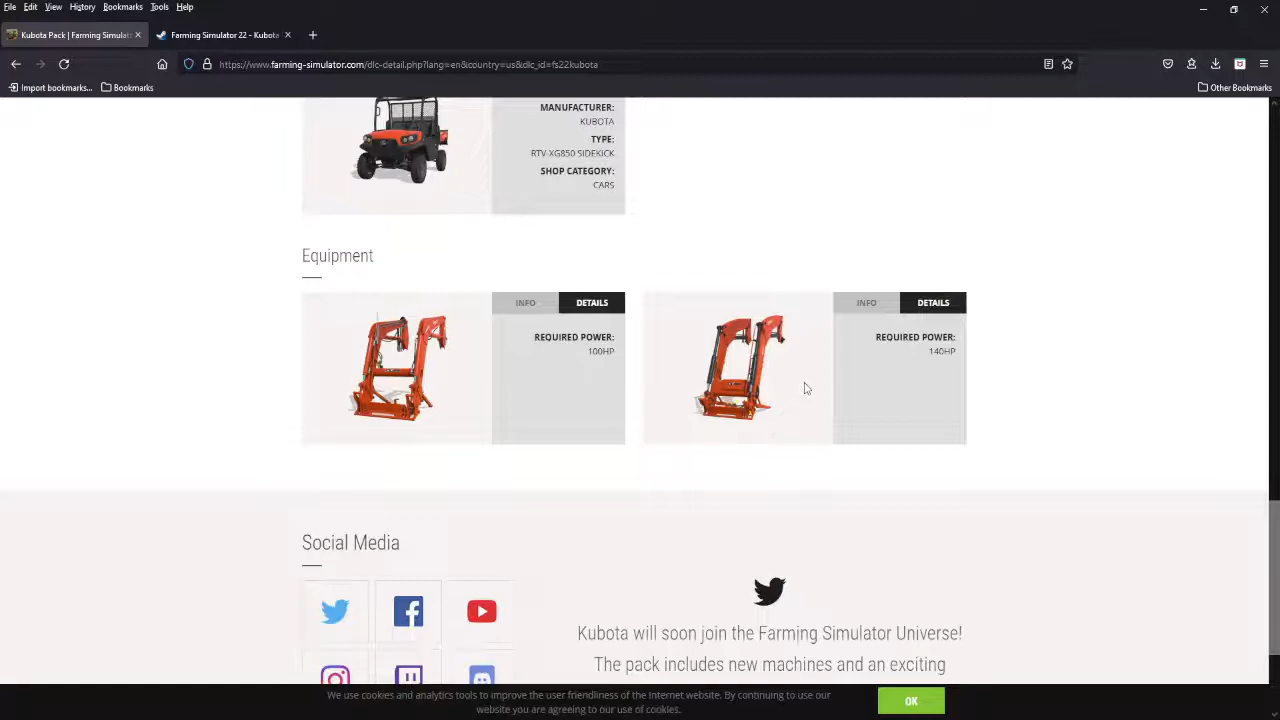 File Edit View History Bookmarks Tools Help
Kubota Pack | Farming Simulat
Farming Simulator 22 - Kubota
https://www.farming-simulator.com/dlc-detail.php?lang=en&country=us&dlc_id=fs22kubota
Import bookmarks... Bookmarks Other Bookmarks
MANUFACTURER:
KUBOTA
TYPE:
RTV-XG850 SIDEKICK
SHOP CATEGORY:
CARS
Equipment
INFO DETAILS
REQUIRED POWER:
100HP
INFO DETAILS
REQUIRED POWER:
140HP
Social Media
Kubota will soon join the Farming Simulator Universe!
The pack includes new machines and an exciting
We use cookies and analytics tools to improve the user friendliness of the Internet website. By continuing to use our
website you are agreeing to our use of cookies.
OK